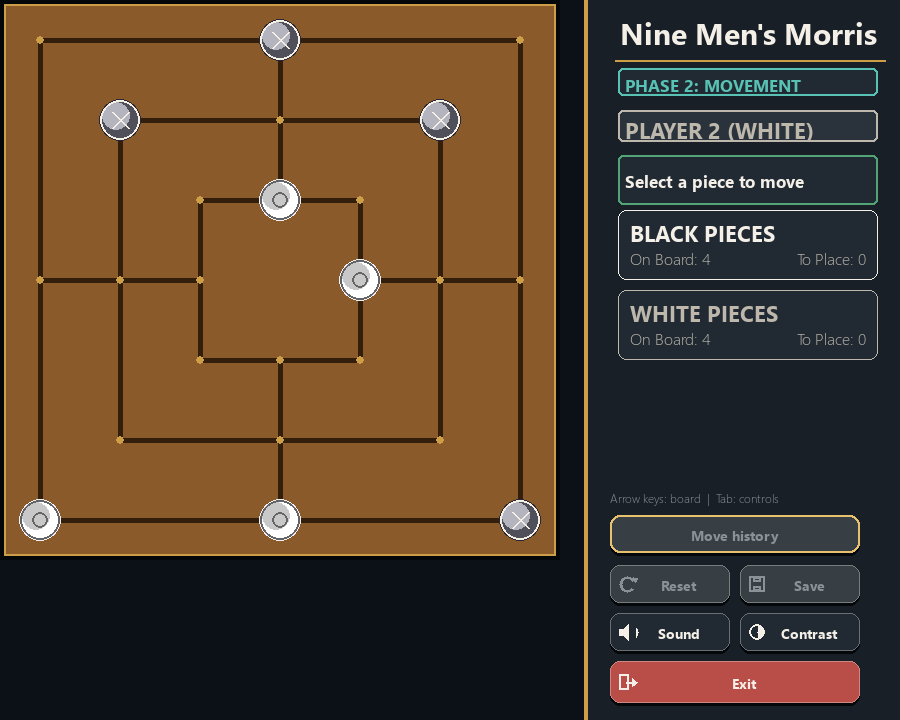 Nine Men's Morris
PHASE 2: MOVEMENT
PLAYER 2 (WHITE)
Select a piece to move
BLACK PIECES
On Board: 4 To Place: 0
WHITE PIECES
On Board: 4 To Place: 0
Arrow keys: board | Tab: controls
Move history
Reset Save
Sound Contrast
Exit